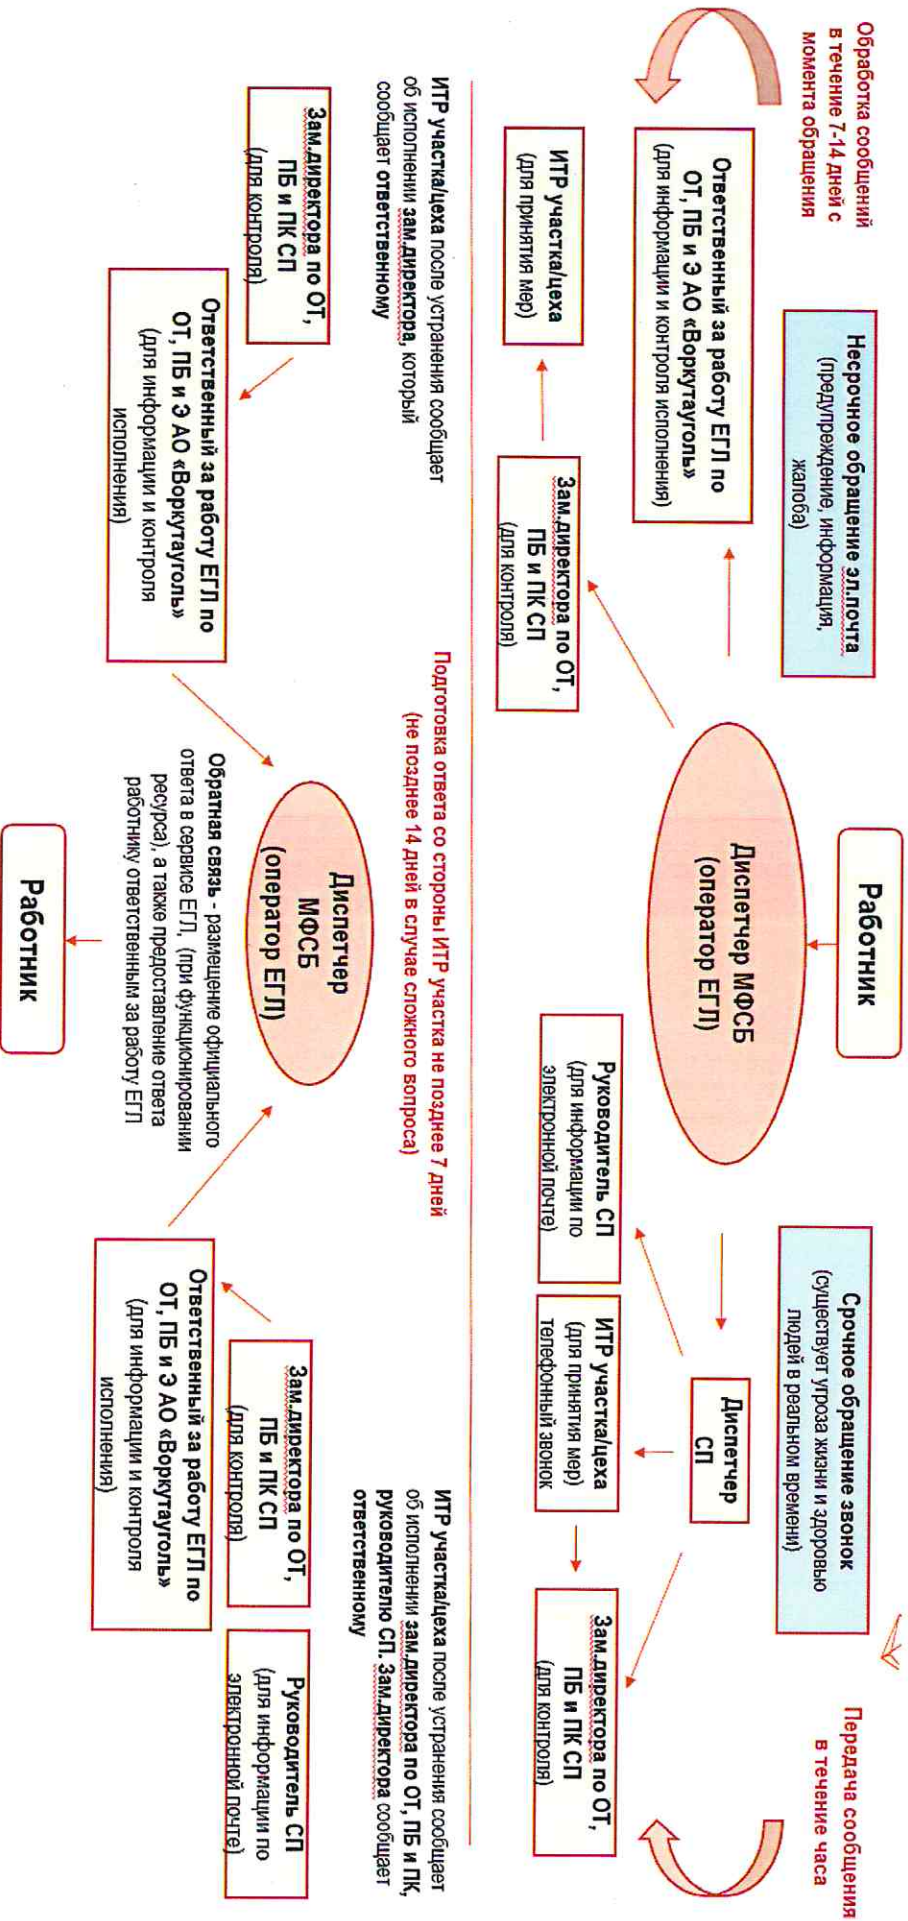 Обработка сообщений
в течение 7-14 дней с
момента обращения
Несрочное обращение эл.почта
(предупреждение, информация,
жалоба)
Работник
Срочное обращение звонок
(существует угроза жизни и здоровью
людей в реальном времени)
Передача сообщения
в течение часа
Ответственный за работу ЕГЛ по
ОТ, ПБ и Э АО «Воркутауголь»
(для информации и контроля исполнения)
Диспетчер МФСБ
(оператор ЕГЛ)
Диспетчер
СП
ИТР участка/цеха
(для принятия мер)
Зам.директора по ОТ,
ПБ и ПК СП
(для контроля)
Руководитель СП
(для информации по
электронной почте)
ИТР участка/цеха
(для принятия мер)
телефонный звонок
Зам.директора по ОТ,
ПБ и ПК СП
(для контроля)
ИТР участка/цеха после устранения сообщает
об исполнении зам.директора, который
сообщает ответственному
Подготовка ответа со стороны ИТР участка не позднее 7 дней
(не позднее 14 дней в случае сложного вопроса)
ИТР участка/цеха после устранения сообщает
об исполнении зам.директора по ОТ, ПБ и ПК,
руководителю СП. Зам.директора сообщает
ответственному
Зам.директора по ОТ,
ПБ и ПК СП
(для контроля)
Ответственный за работу ЕГЛ по
ОТ, ПБ и Э АО «Воркутауголь»
(для информации и контроля
исполнения)
Диспетчер
МФСБ
(оператор ЕГЛ)
Зам.директора по ОТ,
ПБ и ПК СП
(для контроля)
Руководитель СП
(для информации по
электронной почте)
Ответственный за работу ЕГЛ по
ОТ, ПБ и Э АО «Воркутауголь»
(для информации и контроля
исполнения)
Обратная связь - размещение официального
ответа в сервисе ЕГЛ, (при функционировании
ресурса), а также предоставление ответа
работнику ответственным за работу ЕГЛ
Работник